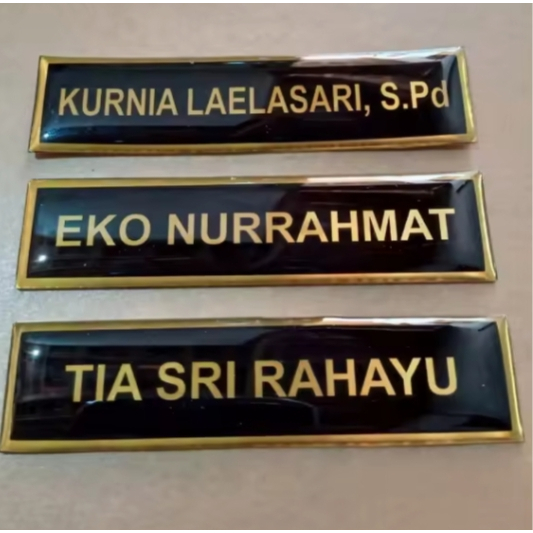 KURNIA LAELASARI, S.Pd
EKO NURRAHMAT
TIA SRI RAHAYU